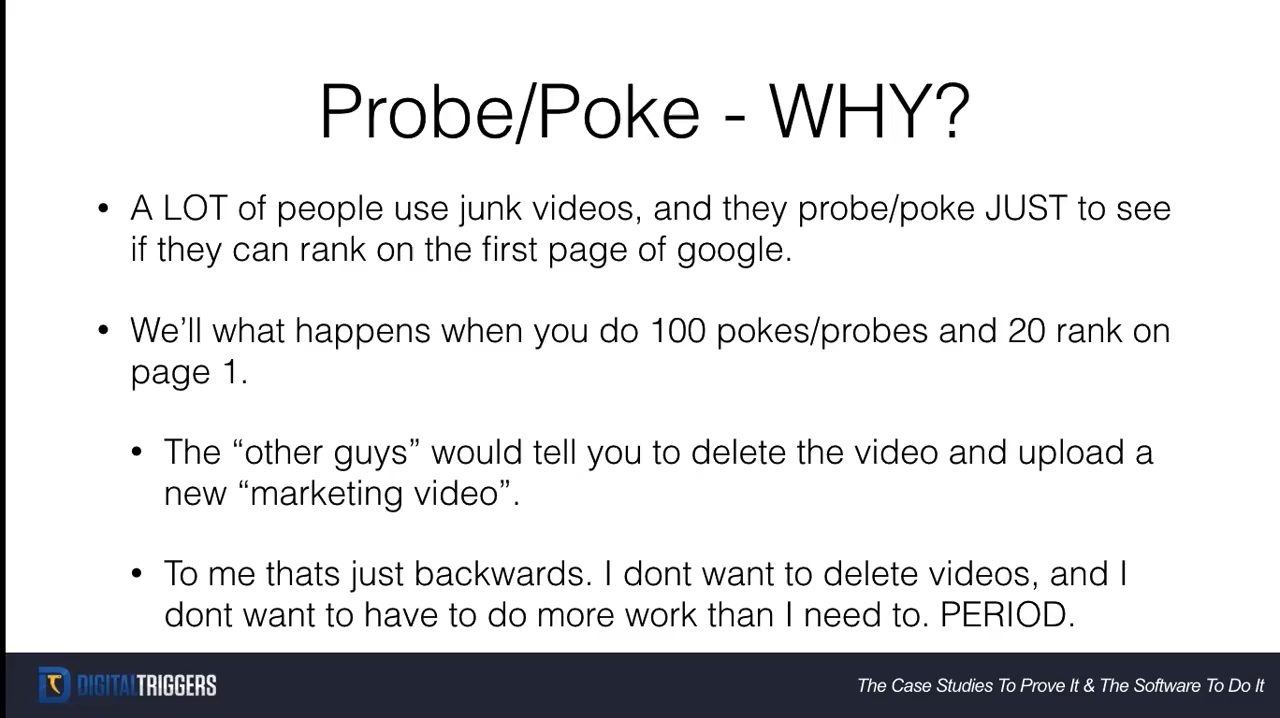 Probe/Poke - WHY?
• A LOT of people use junk videos, and they probe/poke JUST to see
if they can rank on the first page of google.
• We’ll what happens when you do 100 pokes/probes and 20 rank on
page 1.
• The “other guys” would tell you to delete the video and upload a
new “marketing video”.
• To me thats just backwards. I dont want to delete videos, and I
dont want to have to do more work than I need to. PERIOD.
DIGITALTRIGGERS
The Case Studies To Prove It & The Software To Do It